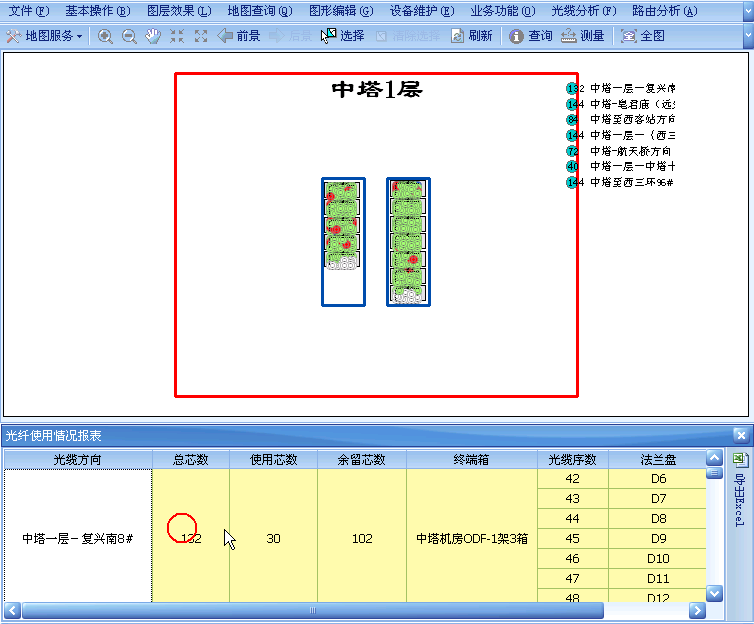 文件(F) 基本操作(B) 图层效果(L) 地图查询(Q) 图形编辑(G) 设备维护(E) 业务功能(O) 光缆分析(F) 路由分析(A)
地图服务 前景 后景 选择 清除选择 刷新 查询 测量 全图
中塔1层
132 中塔一层一复兴南
144 中塔-皂君庙（远
84 中塔至西客站方向
144 中塔一层一（西三
72 中塔-航天桥方向
40 中塔一层一中塔十
144 中塔至西三环96#
光纤使用情况报表
光缆方向 总芯数 使用芯数 余留芯数 终端箱 光缆序数 法兰盘
中塔一层－复兴南8# 132 30 102 中塔机房ODF-1架3箱
42 D6
43 D7
44 D8
45 D9
46 D10
47 D11
48 D12
导出Excel